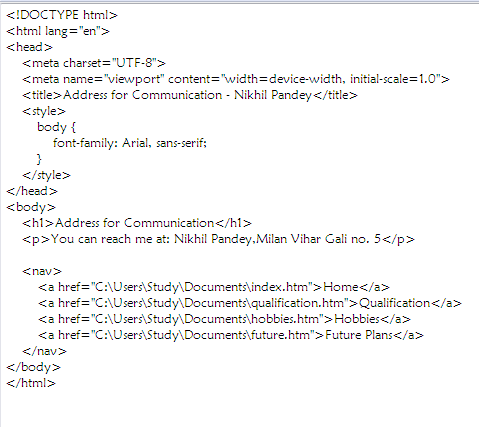 <!DOCTYPE html>
<html lang="en">
<head>
    <meta charset="UTF-8">
    <meta name="viewport" content="width=device-width, initial-scale=1.0">
    <title>Address for Communication - Nikhil Pandey</title>
    <style>
        body {
            font-family: Arial, sans-serif;
        }
    </style>
</head>
<body>
    <h1>Address for Communication</h1>
    <p>You can reach me at: Nikhil Pandey,Milan Vihar Gali no. 5</p>

    <nav>
        <a href="C:\Users\Study\Documents\index.htm">Home</a>
        <a href="C:\Users\Study\Documents\qualification.htm">Qualification</a>
        <a href="C:\Users\Study\Documents\hobbies.htm">Hobbies</a>
        <a href="C:\Users\Study\Documents\future.htm">Future Plans</a>
    </nav>
</body>
</html>